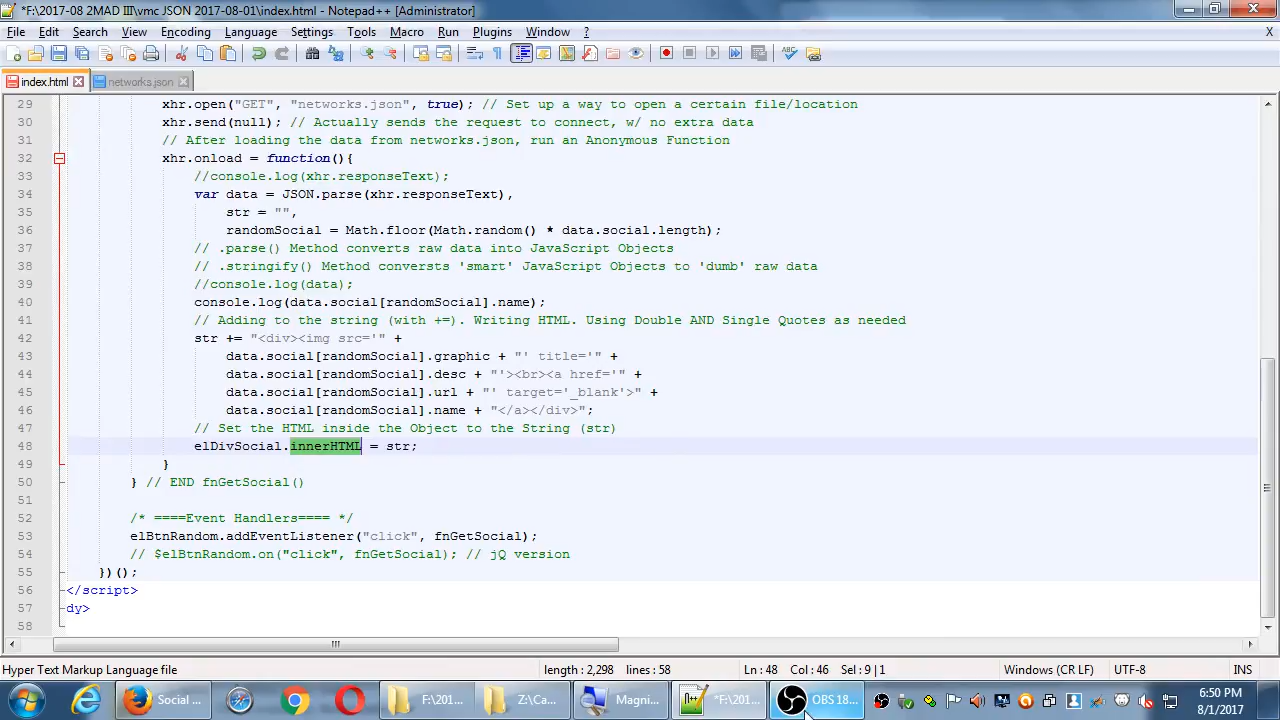 *F:\2017-08 2MAD III\vmc JSON 2017-08-01\index.html - Notepad++ [Administrator]
File Edit Search View Encoding Language Settings Tools Macro Run Plugins Window ? X
index.html networks.json
29 xhr.open("GET", "networks.json", true); // Set up a way to open a certain file/location
30 xhr.send(null); // Actually sends the request to connect, w/ no extra data
31 // After loading the data from networks.json, run an Anonymous Function
32 xhr.onload = function(){
33 //console.log(xhr.responseText);
34 var data = JSON.parse(xhr.responseText),
35 str = "",
36 randomSocial = Math.floor(Math.random() * data.social.length);
37 // .parse() Method converts raw data into JavaScript Objects
38 // .stringify() Method conversts 'smart' JavaScript Objects to 'dumb' raw data
39 //console.log(data);
40 console.log(data.social[randomSocial].name);
41 // Adding to the string (with +=). Writing HTML. Using Double AND Single Quotes as needed
42 str += "<div><img src='" +
43 data.social[randomSocial].graphic + "' title='" +
44 data.social[randomSocial].desc + "'><br><a href='" +
45 data.social[randomSocial].url + "' target='_blank'>" +
46 data.social[randomSocial].name + "</a></div>";
47 // Set the HTML inside the Object to the String (str)
48 elDivSocial.innerHTML = str;
49 }
50 } // END fnGetSocial()
51
52 /* ====Event Handlers==== */
53 elBtnRandom.addEventListener("click", fnGetSocial);
54 // $elBtnRandom.on("click", fnGetSocial); // jQ version
55 })();
56 </script>
57 dy>
58
Hyper Text Markup Language file length : 2,298 lines : 58 Ln : 48 Col : 46 Sel : 9 | 1 Windows (CR LF) UTF-8 INS
Social ... F:\201... Z:\Ca... Magni... *F:\201... OBS 18... 6:50 PM
8/1/2017